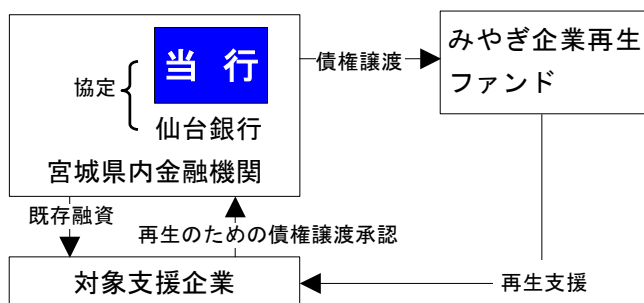 当行
協定
仙台銀行
宮城県内金融機関
債権譲渡
みやぎ企業再生
ファンド
既存融資
再生のための債権譲渡承認
対象支援企業
再生支援